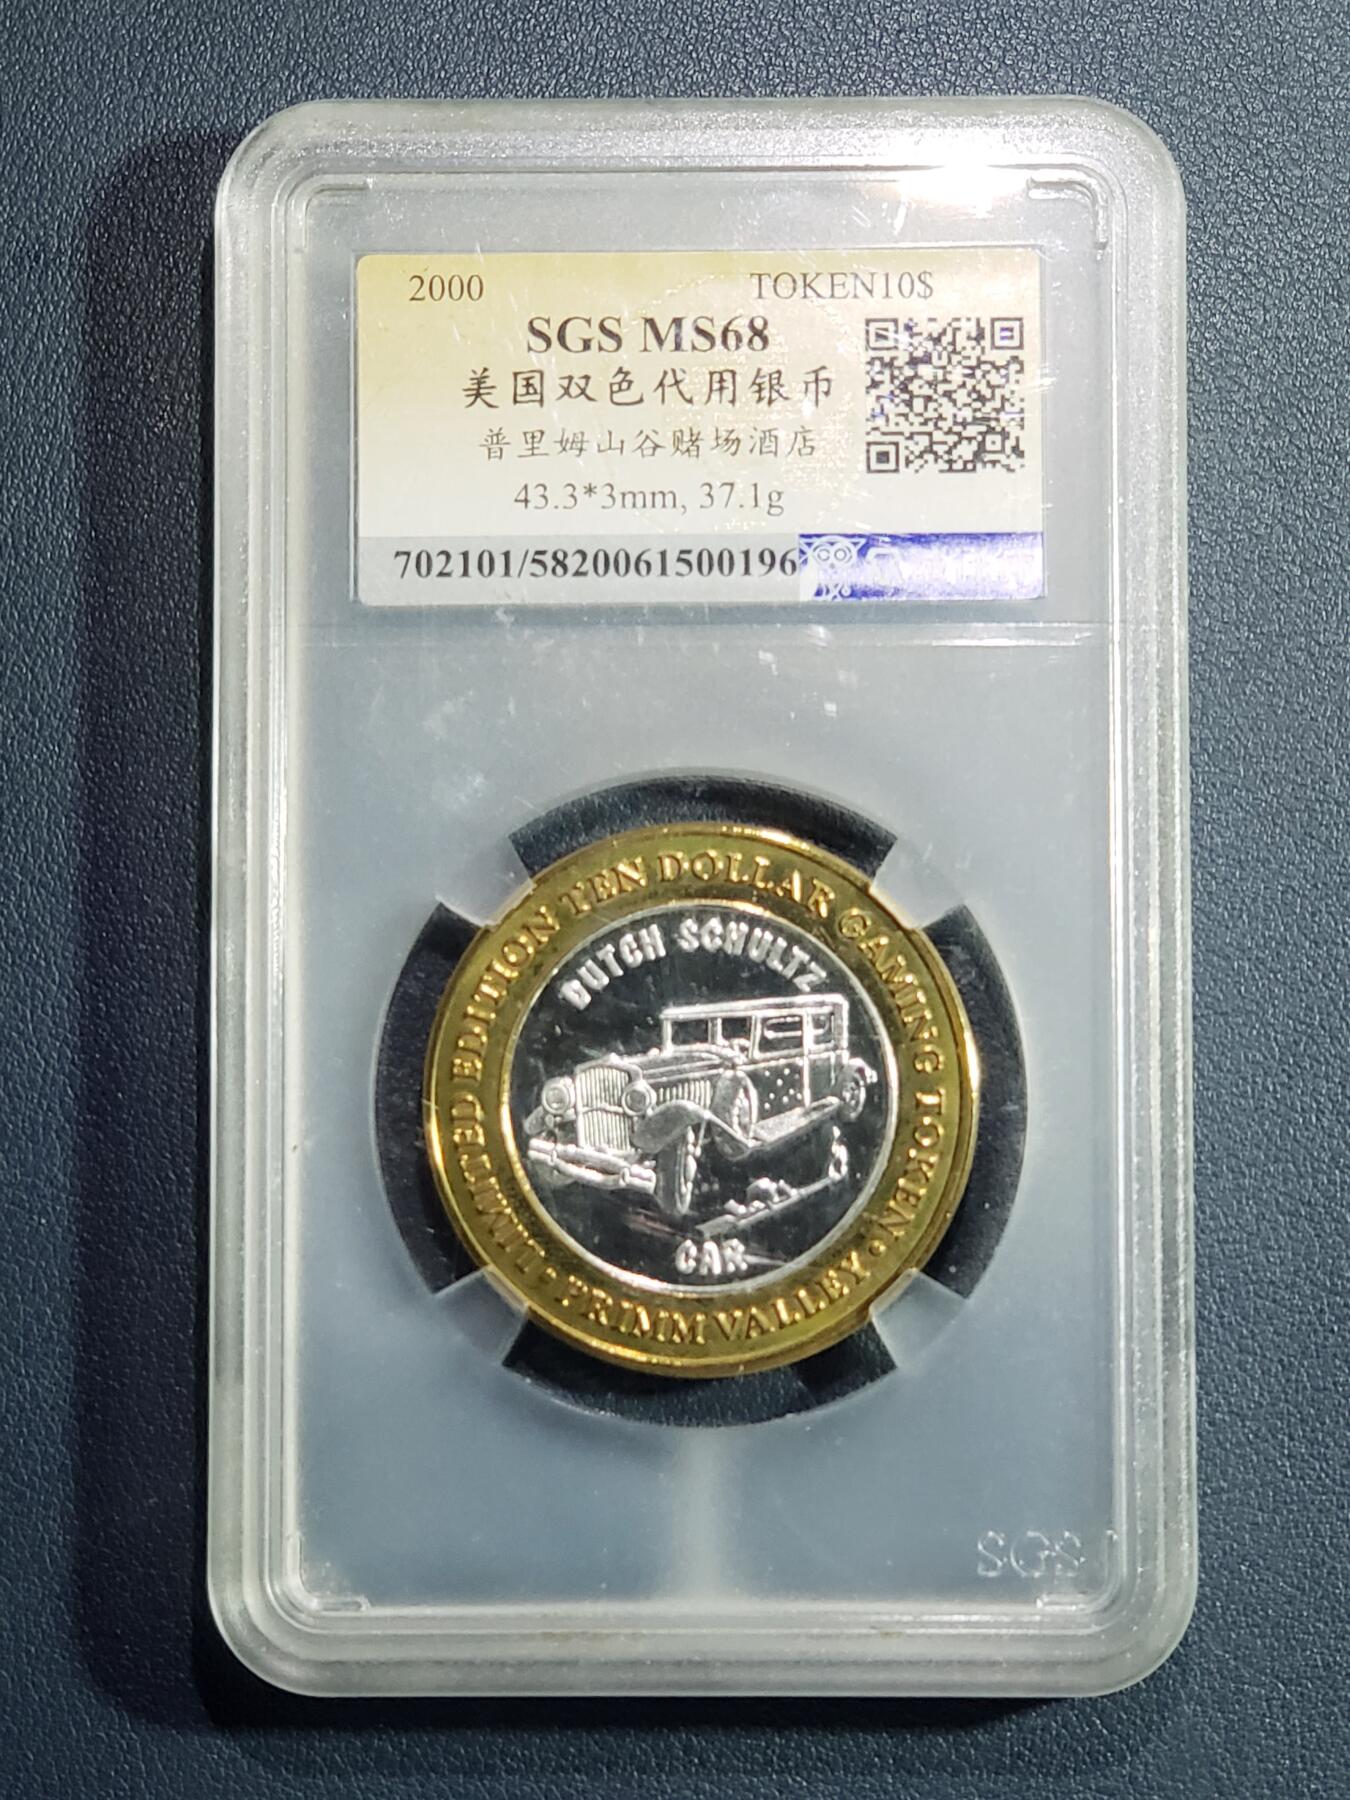 2000 TOKEN10$
SGS MS68
美国双色代用银币
普里姆山谷赌场酒店
43.3*3mm, 37.1g
702101/5820061500196
LIMITED EDITION TEN DOLLAR GAMING TOKEN
• PRIMM VALLEY •
DUTCH SCHULTZ
CAR
SGS